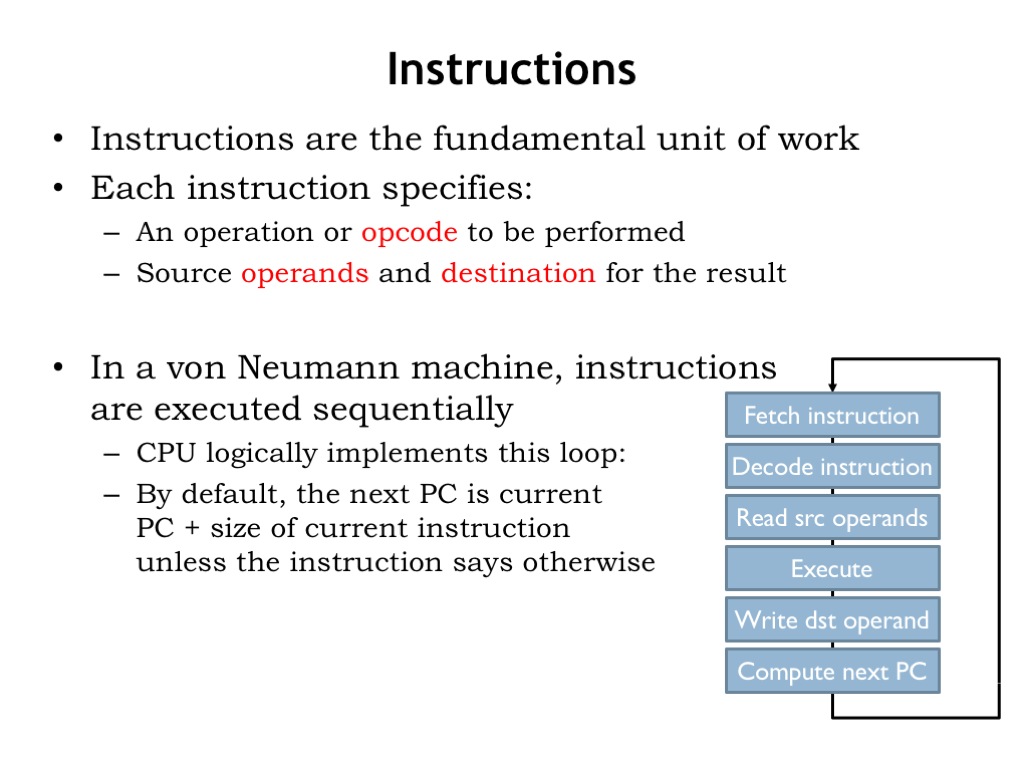 Instructions
• Instructions are the fundamental unit of work
• Each instruction specifies:
– An operation or opcode to be performed
– Source operands and destination for the result
• In a von Neumann machine, instructions
are executed sequentially
– CPU logically implements this loop:
– By default, the next PC is current
PC + size of current instruction
unless the instruction says otherwise
Fetch instruction
Decode instruction
Read src operands
Execute
Write dst operand
Compute next PC